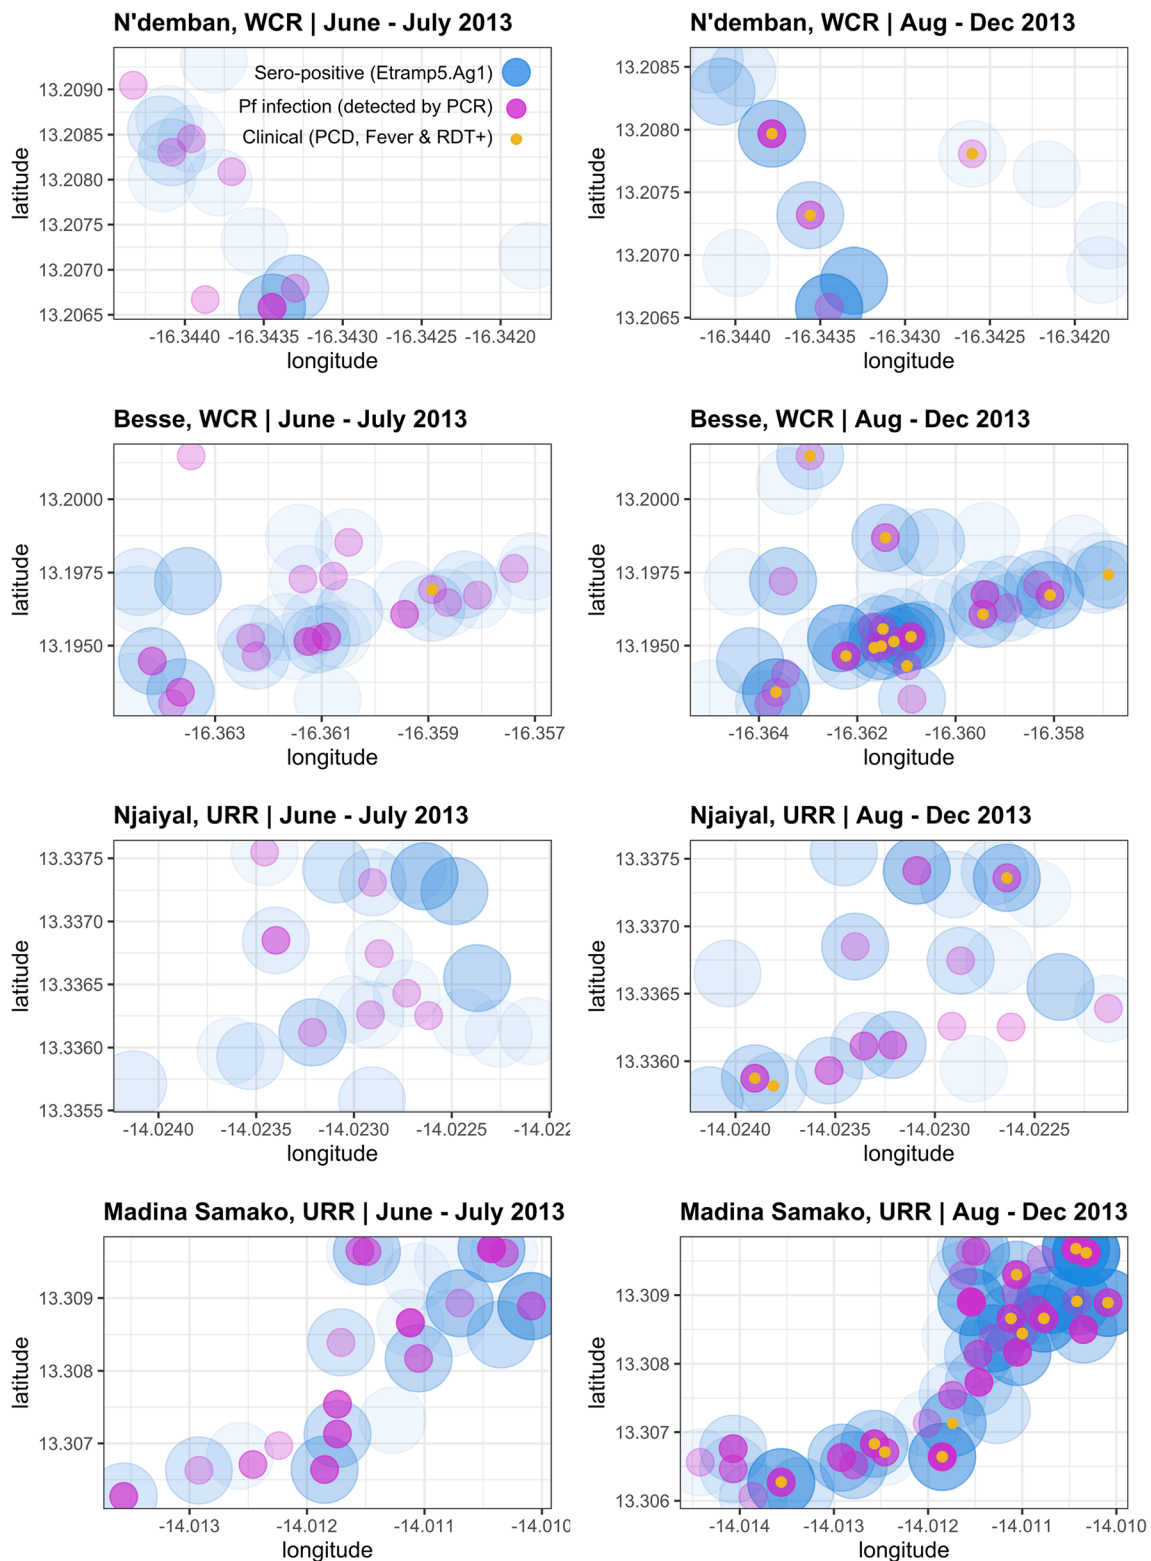 N'demban, WCR | June - July 2013
latitude
13.2090
13.2085
13.2080
13.2075
13.2070
13.2065
Sero-positive (Etramp5.Ag1)
Pf infection (detected by PCR)
Clinical (PCD, Fever & RDT+)
-16.3440 -16.3435 -16.3430 -16.3425 -16.3420
longitude
N'demban, WCR | Aug - Dec 2013
latitude
13.2085
13.2080
13.2075
13.2070
13.2065
-16.3440 -16.3435 -16.3430 -16.3425 -16.3420
longitude
Besse, WCR | June - July 2013
latitude
13.2000
13.1975
13.1950
-16.363 -16.361 -16.359 -16.357
longitude
Besse, WCR | Aug - Dec 2013
latitude
13.2000
13.1975
13.1950
-16.364 -16.362 -16.360 -16.358
longitude
Njaiyal, URR | June - July 2013
latitude
13.3375
13.3370
13.3365
13.3360
13.3355
-14.0240 -14.0235 -14.0230 -14.0225 -14.022
longitude
Njaiyal, URR | Aug - Dec 2013
latitude
13.3375
13.3370
13.3365
13.3360
-14.0240 -14.0235 -14.0230 -14.0225
longitude
Madina Samako, URR | June - July 2013
latitude
13.309
13.308
13.307
-14.013 -14.012 -14.011 -14.010
longitude
Madina Samako, URR | Aug - Dec 2013
latitude
13.309
13.308
13.307
13.306
-14.014 -14.013 -14.012 -14.011 -14.010
longitude